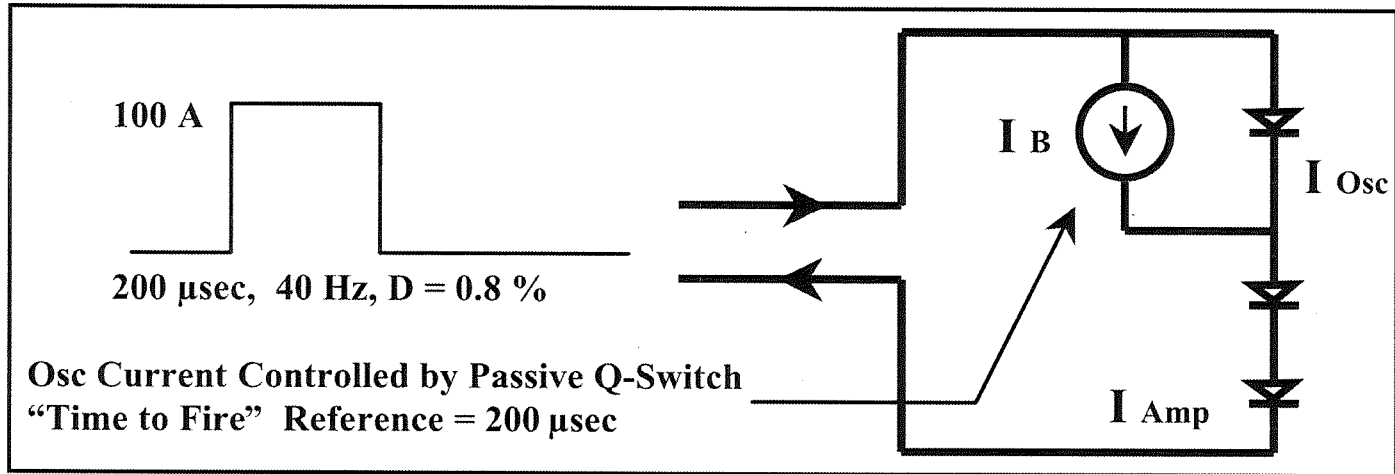 100 A
200 μsec, 40 Hz, D = 0.8 %
Osc Current Controlled by Passive Q-Switch
“Time to Fire” Reference = 200 μsec
I B
I Osc
I Amp